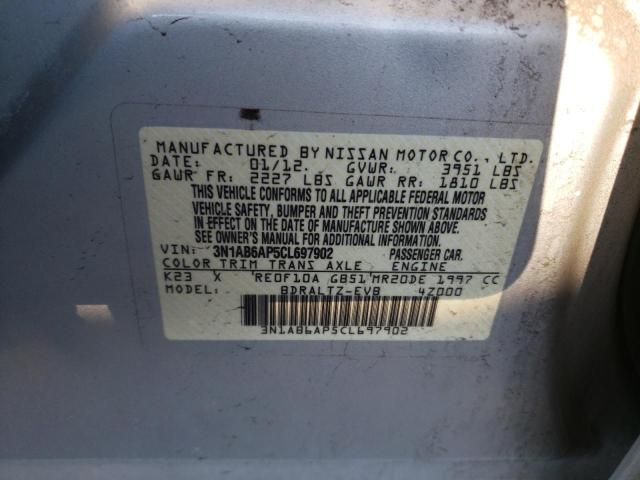 MANUFACTURED BY NISSAN MOTOR CO., LTD.
DATE: 01/12. GVWR: 3951 LBS
GAWR FR: 2227 LBS GAWR RR: 1810 LBS
THIS VEHICLE CONFORMS TO ALL APPLICABLE FEDERAL MOTOR
VEHICLE SAFETY, BUMPER AND THEFT PREVENTION STANDARDS
IN EFFECT ON THE DATE OF MANUFACTURE SHOWN ABOVE.
SEE OWNER'S MANUAL FOR ADDITIONAL INFORMATION.
VIN: 3N1AB6AP5CL697902 PASSENGER CAR.
COLOR TRIM TRANS AXLE, ENGINE
K23 X RE0F10A GB51 MR20DE 1997 CC
MODEL: BDRALTZ-EVB 4Z000
3N1AB6AP5CL697902